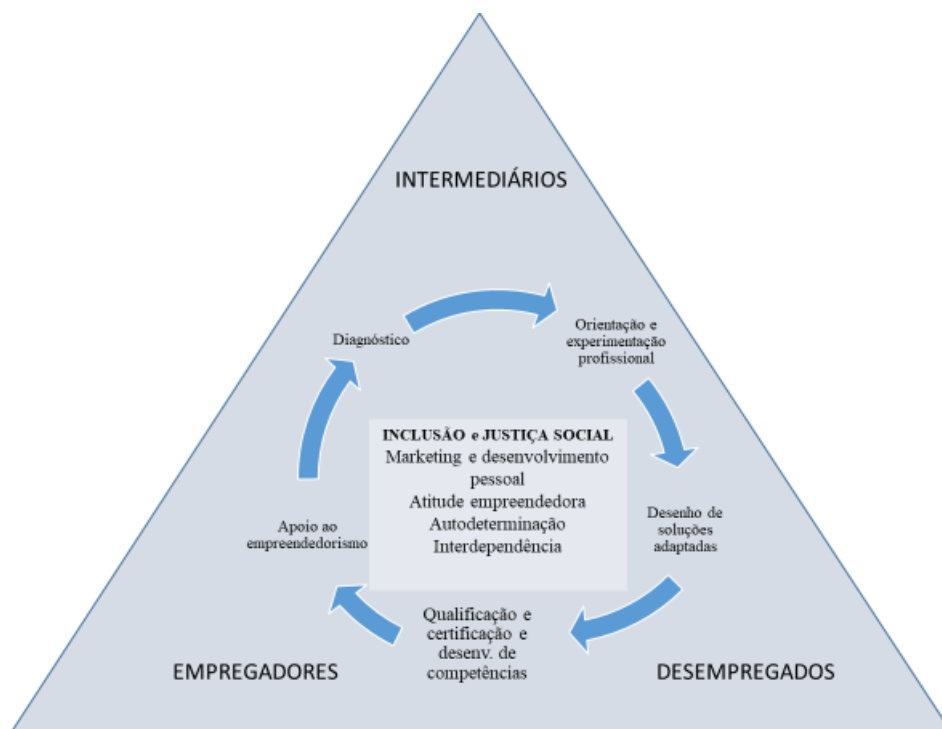 INTERMEDIÁRIOS
Diagnóstico
Orientação e
experimentação
profissional
INCLUSÃO e JUSTIÇA SOCIAL
Marketing e desenvolvimento
pessoal
Atitude empreendedora
Autodeterminação
Interdependência
Desenho de
soluções
adaptadas
Apoio ao
empreendedorismo
Qualificação e
certificação e
desenv. de
competências
EMPREGADORES
DESEMPREGADOS